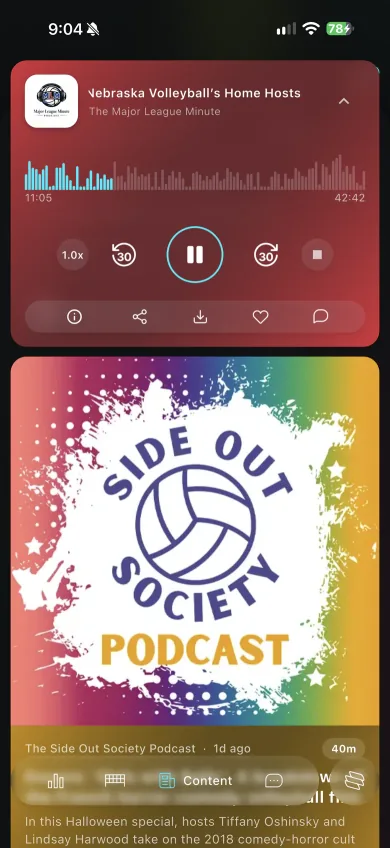 9:04
78
Nebraska Volleyball's Home Hosts
The Major League Minute
11:05
42:42
1.0x
30
30
SIDE OUT
SOCIETY
PODCAST
The Side Out Society Podcast · 1d ago
40m
Content
In this Halloween special, hosts Tiffany Oshinsky and
Lindsay Harwood take on the 2018 comedy-horror cult